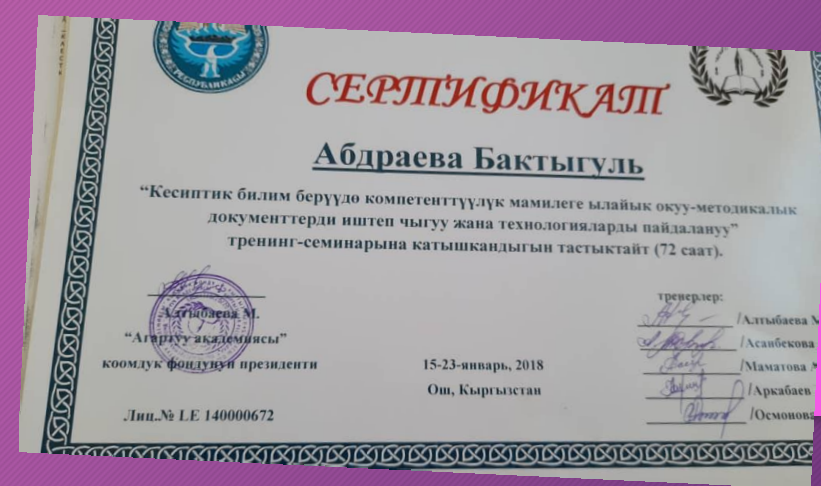 РЕСПУБЛИКАСЫ
СЕРТИФИКАТ
Абдраева Бактыгуль
“Кесиптик билим берүүдө компетенттүүлүк мамилеге ылайык окуу-методикалык
документтерди иштеп чыгуу жана технологияларды пайдалануу”
тренинг-семинарына катышкандыгын тастыктайт (72 саат).
Алтыбаева М.
“Агартуу академиясы”
коомдук фондунун президенти
Лиц.№ LE 140000672
15-23-январь, 2018
Ош, Кыргызстан
тренерлер:
/Алтыбаева М
/Асанбекова
/Маматова
/Аркабаев
/Осмонова